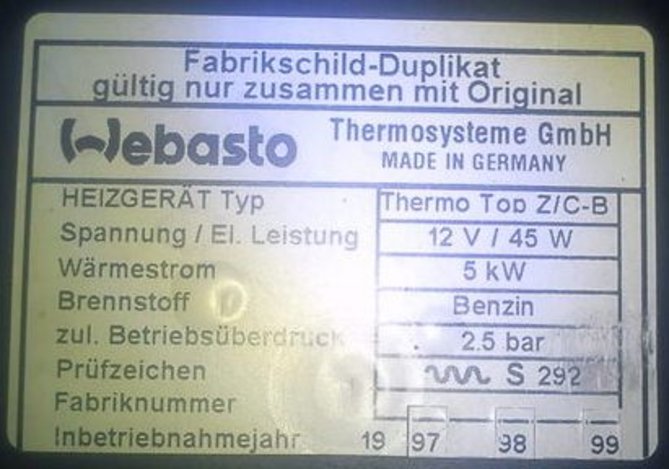 Fabrikschild-Duplikat
gültig nur zusammen mit Original
Webasto Thermosysteme GmbH
MADE IN GERMANY
HEIZGERÄT Typ Thermo Top Z/C-B
Spannung / El. Leistung 12 V / 45 W
Wärmestrom 5 kW
Brennstoff Benzin
zul. Betriebsüberdruck 2.5 bar
Prüfzeichen S 292
Fabriknummer
Inbetriebnahmejahr 19 97 98 99